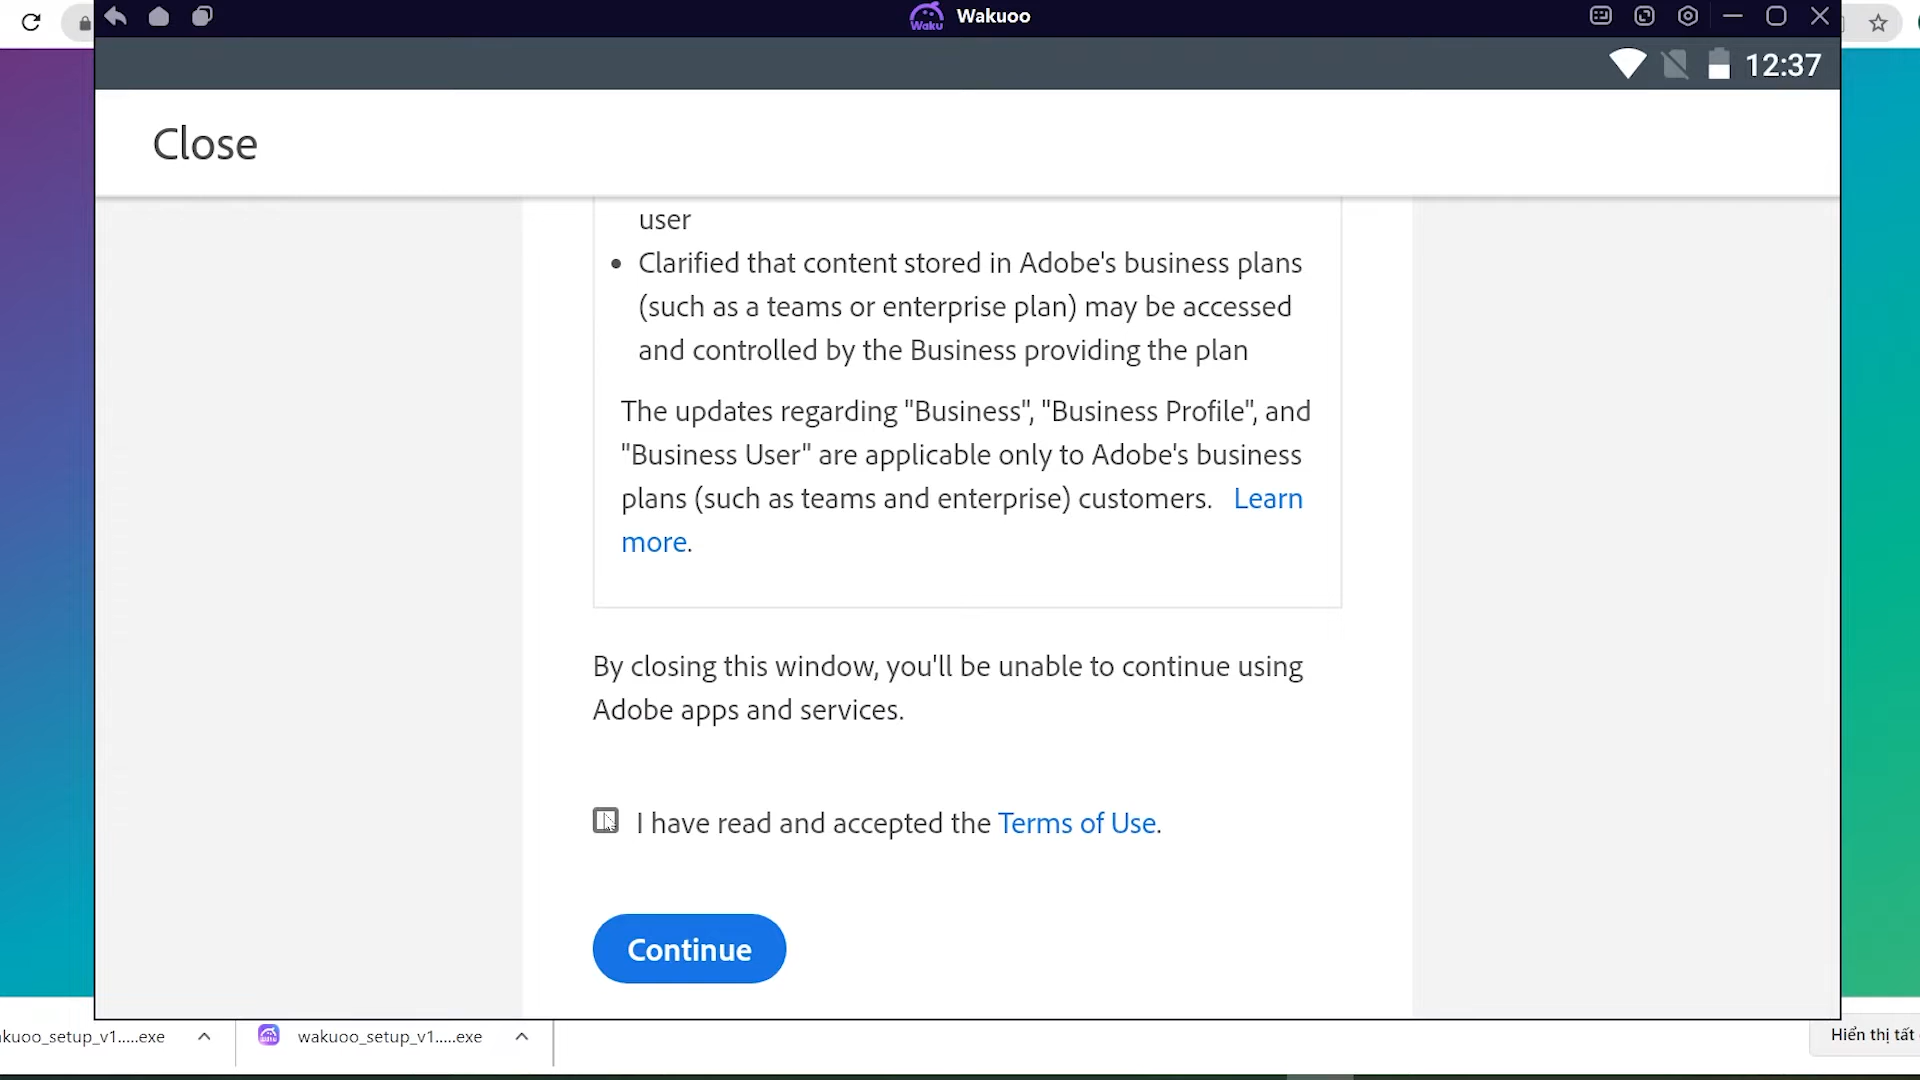 Waku
Wakuoo
12:37
Close
user
• Clarified that content stored in Adobe's business plans
(such as a teams or enterprise plan) may be accessed
and controlled by the Business providing the plan
The updates regarding "Business", "Business Profile", and
"Business User" are applicable only to Adobe's business
plans (such as teams and enterprise) customers. Learn
more.
By closing this window, you'll be unable to continue using
Adobe apps and services.
I have read and accepted the Terms of Use.
Continue
kuoo_setup_v1.....exe
wakuoo_setup_v1.....exe
Hiển thị tất